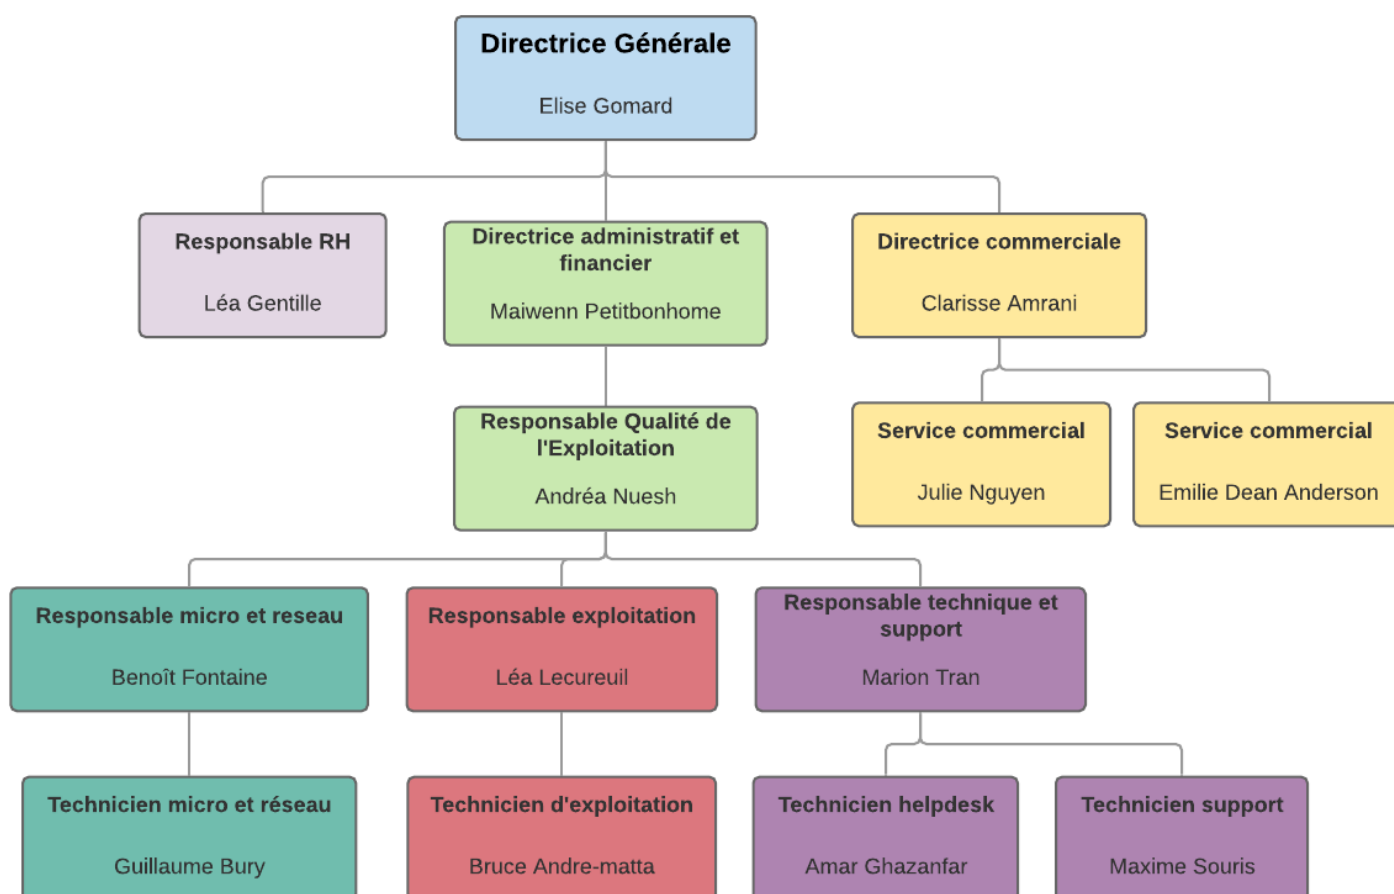 Directrice Générale
Elise Gomard
Responsable RH
Léa Gentille
Directrice administratif et
financier
Maiwenn Petitbonhome
Directrice commerciale
Clarisse Amrani
Responsable Qualité de
l'Exploitation
Andréa Nuesh
Service commercial
Julie Nguyen
Service commercial
Emilie Dean Anderson
Responsable micro et reseau
Benoît Fontaine
Responsable exploitation
Léa Lecureuil
Responsable technique et
support
Marion Tran
Technicien micro et réseau
Guillaume Bury
Technicien d'exploitation
Bruce Andre-matta
Technicien helpdesk
Amar Ghazanfar
Technicien support
Maxime Souris